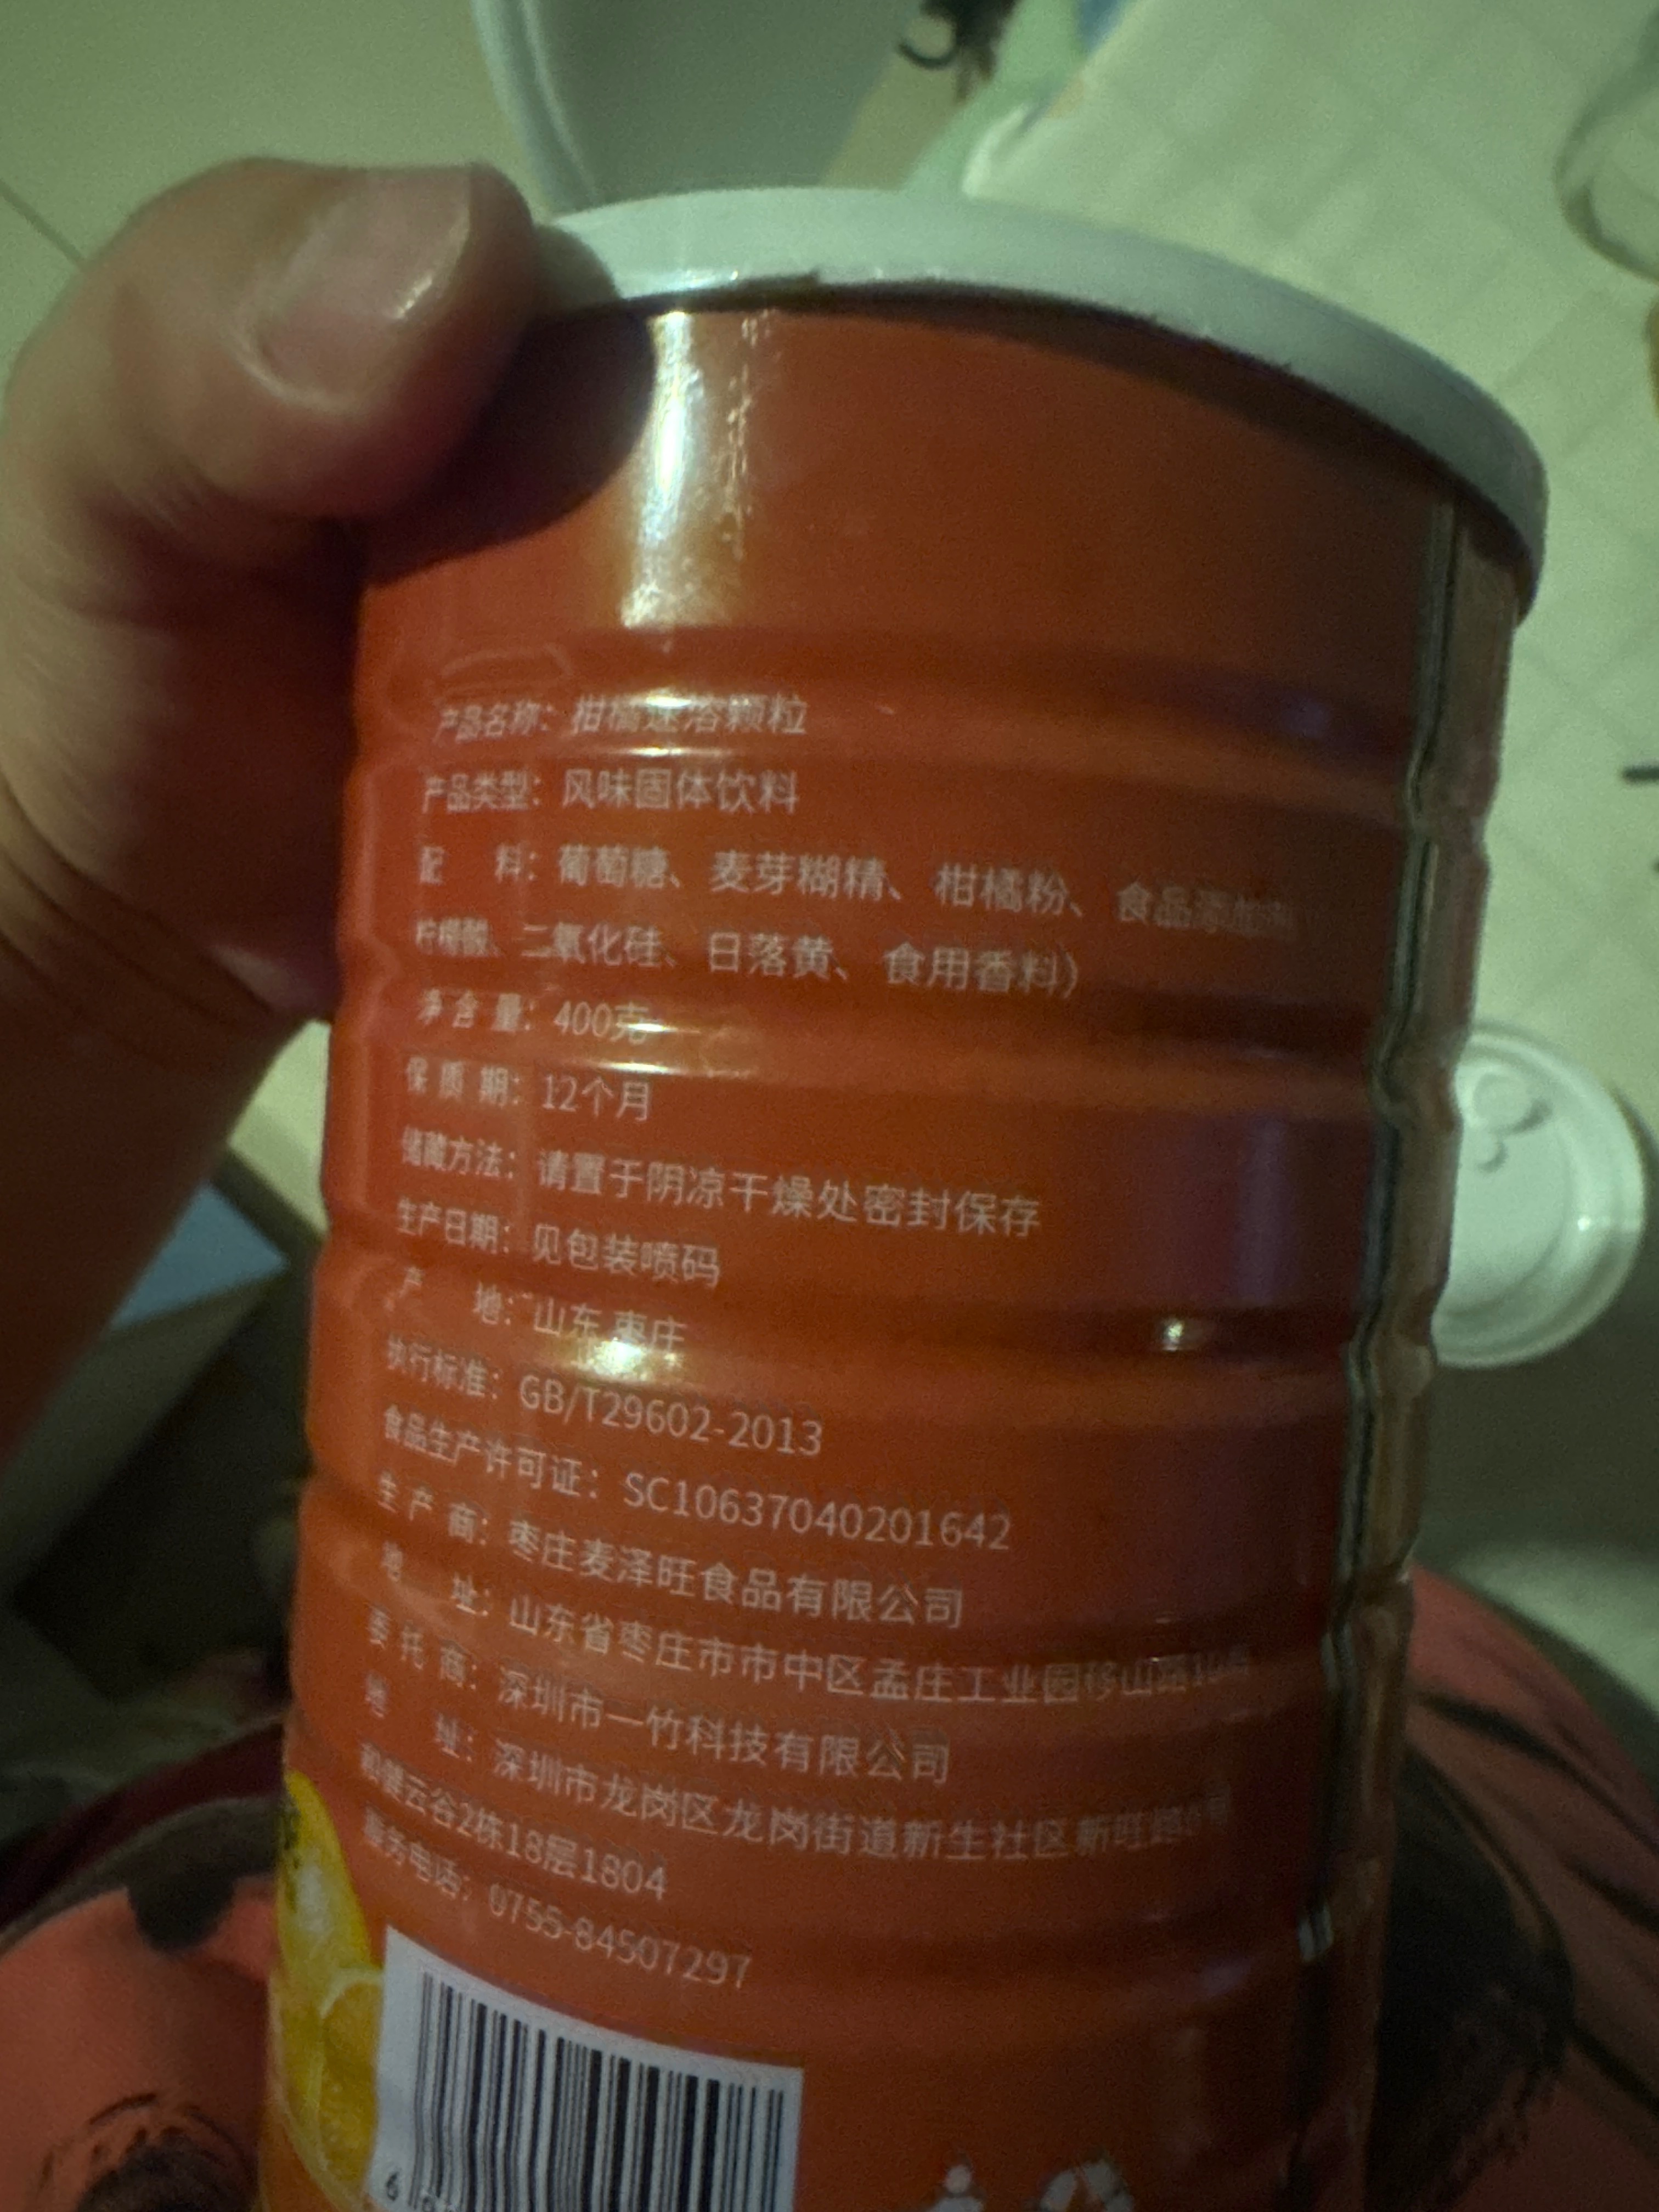 产品名称：柑橘速溶颗粒
产品类型：风味固体饮料
配 料：葡萄糖、麦芽糊精、柑橘粉、食品添加剂
柠檬酸、二氧化硅、日落黄、食用香料）
净含量：400克
保质期：12个月
储藏方法：请置于阴凉干燥处密封保存
生产日期：见包装喷码
产 地：山东 枣庄
执行标准：GB/T29602-2013
食品生产许可证：SC10637040201642
生产商：枣庄麦泽旺食品有限公司
地 址：山东省枣庄市市中区孟庄工业园移山路
委托商：深圳市一竹科技有限公司
地 址：深圳市龙岗区龙岗街道新生社区新旺路
云谷2栋18层1804
服务电话：0755-84507297
6